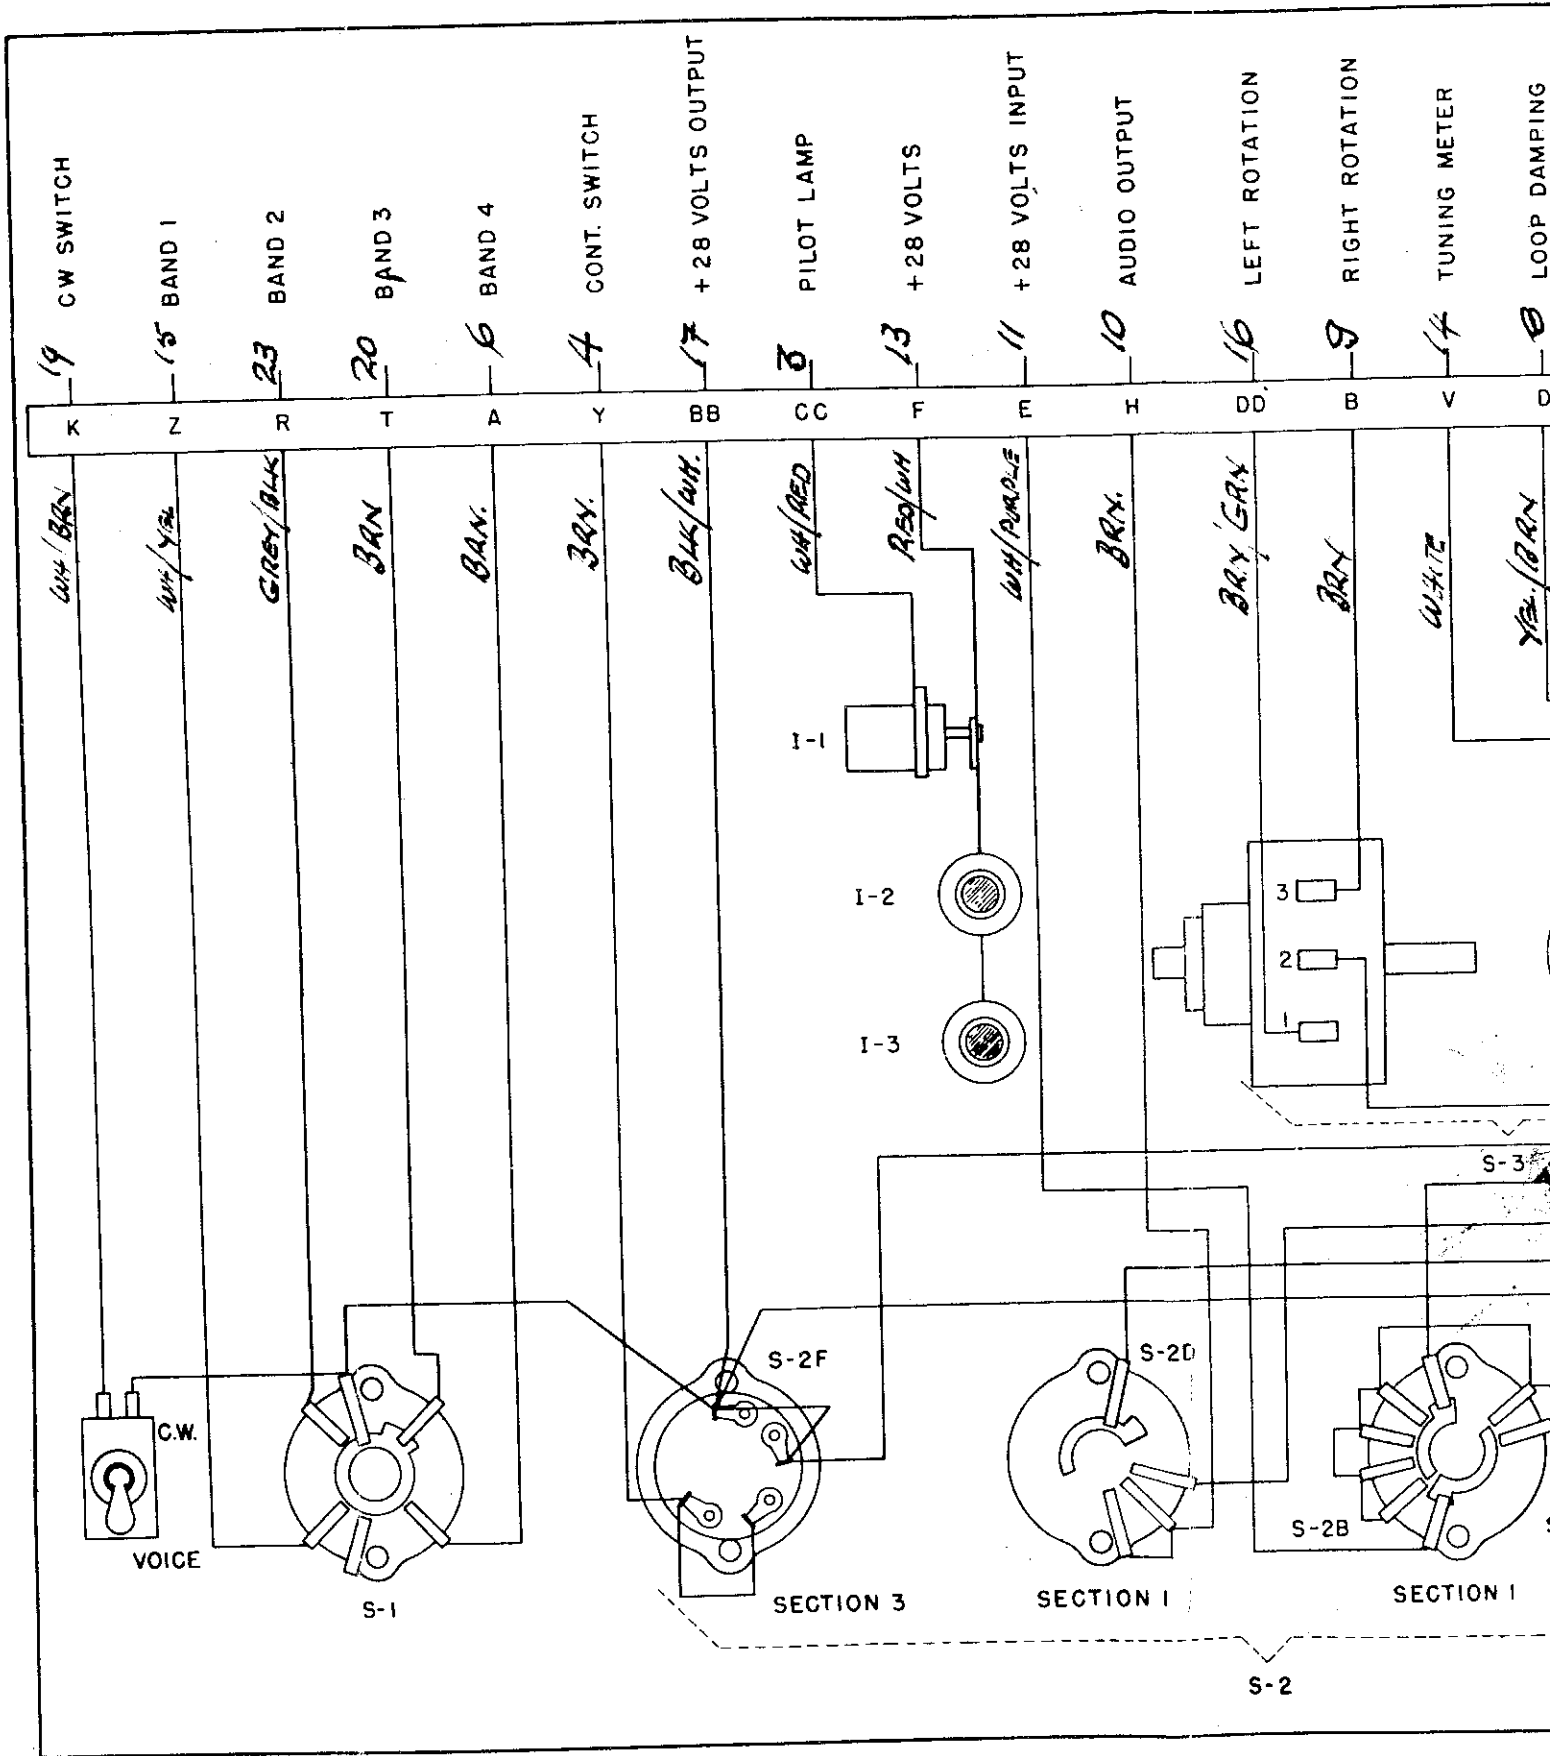 CW SWITCH
BAND 1
BAND 2
BAND 3
BAND 4
CONT. SWITCH
+28 VOLTS OUTPUT
PILOT LAMP
+28 VOLTS
+28 VOLTS INPUT
AUDIO OUTPUT
LEFT ROTATION
RIGHT ROTATION
TUNING METER
LOOP DAMPING
19
15
23
20
6
4
17
13
11
10
16
9
14
8
K
Z
R
T
A
Y
BB
CC
F
E
H
DD
B
V
D
WH/BRN
WH/YEL
GREY/BLK
BRN
BRN.
BRN.
BLK/WH.
WH/RED
RED/WH
WH/PURPLE
BRN.
BRN GRN
BRN
WHITE
YEL./BRN
I-1
I-2
3
2
1
I-3
S-3
S-2F
S-2D
C.W.
S-2B
VOICE
S-1
SECTION 3
SECTION 1
SECTION 1
S-2